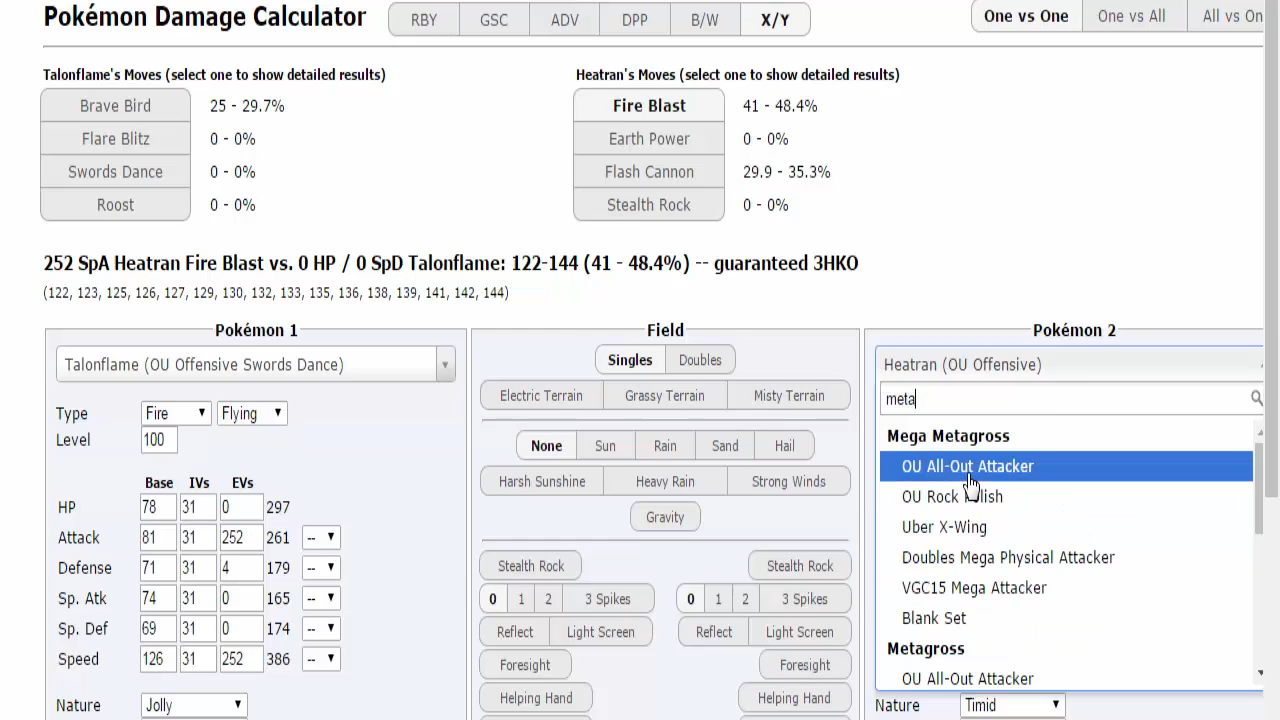 Pokémon Damage Calculator RBY GSC ADV DPP B/W X/Y One vs One One vs All All vs On
Talonflame's Moves (select one to show detailed results) Heatran's Moves (select one to show detailed results)
Brave Bird 25 - 29.7% Fire Blast 41 - 48.4%
Flare Blitz 0 - 0% Earth Power 0 - 0%
Swords Dance 0 - 0% Flash Cannon 29.9 - 35.3%
Roost 0 - 0% Stealth Rock 0 - 0%
252 SpA Heatran Fire Blast vs. 0 HP / 0 SpD Talonflame: 122-144 (41 - 48.4%) -- guaranteed 3HKO
(122, 123, 125, 126, 127, 129, 130, 132, 133, 135, 136, 138, 139, 141, 142, 144)
Pokémon 1
Talonflame (OU Offensive Swords Dance)
Type Fire Flying
Level 100
Base IVs EVs
HP 78 31 0 297
Attack 81 31 252 261 --
Defense 71 31 4 179 --
Sp. Atk 74 31 0 165 --
Sp. Def 69 31 0 174 --
Speed 126 31 252 386 --
Nature Jolly
Field
Singles Doubles
Electric Terrain Grassy Terrain Misty Terrain
None Sun Rain Sand Hail
Harsh Sunshine Heavy Rain Strong Winds
Gravity
Stealth Rock Stealth Rock
0 1 2 3 Spikes 0 1 2 3 Spikes
Reflect Light Screen Reflect Light Screen
Foresight Foresight
Helping Hand Helping Hand
Pokémon 2
Heatran (OU Offensive)
meta
Mega Metagross
OU All-Out Attacker
OU Rock Polish
Uber X-Wing
Doubles Mega Physical Attacker
VGC15 Mega Attacker
Blank Set
Metagross
OU All-Out Attacker
Nature Timid